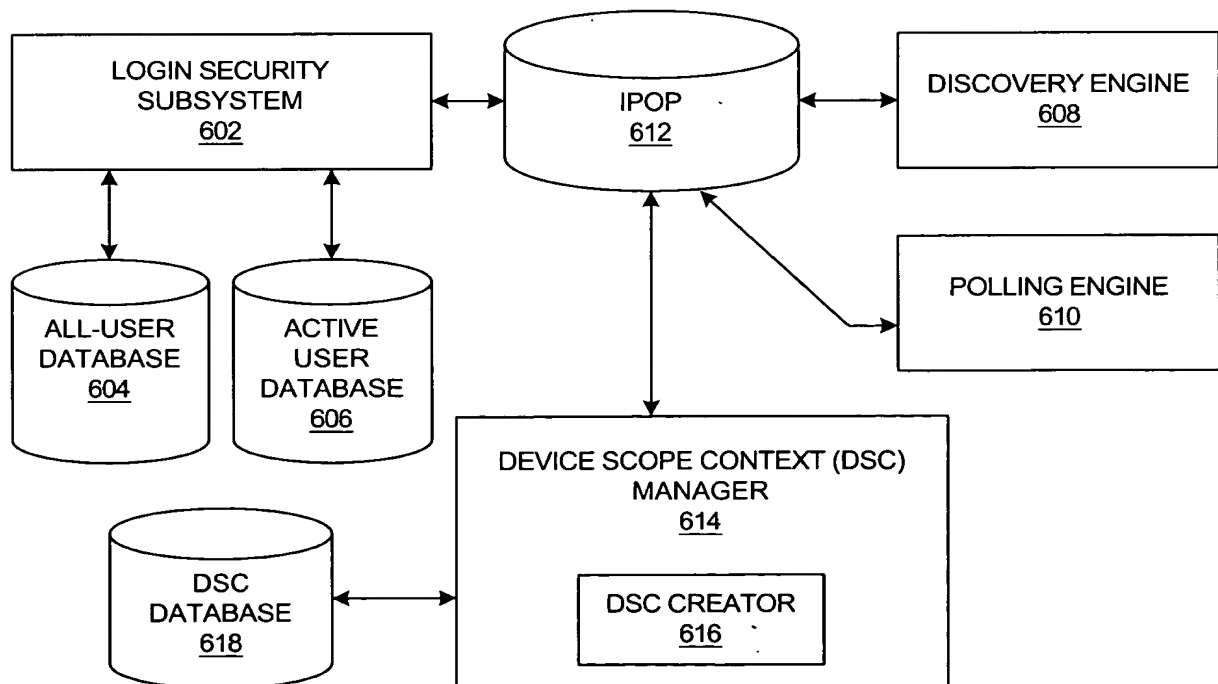 LOGIN SECURITY
SUBSYSTEM
602
IPOP
612
DISCOVERY ENGINE
608
POLLING ENGINE
610
ALL-USER
DATABASE
604
ACTIVE
USER
DATABASE
606
DEVICE SCOPE CONTEXT (DSC)
MANAGER
614
DSC CREATOR
616
DSC
DATABASE
618